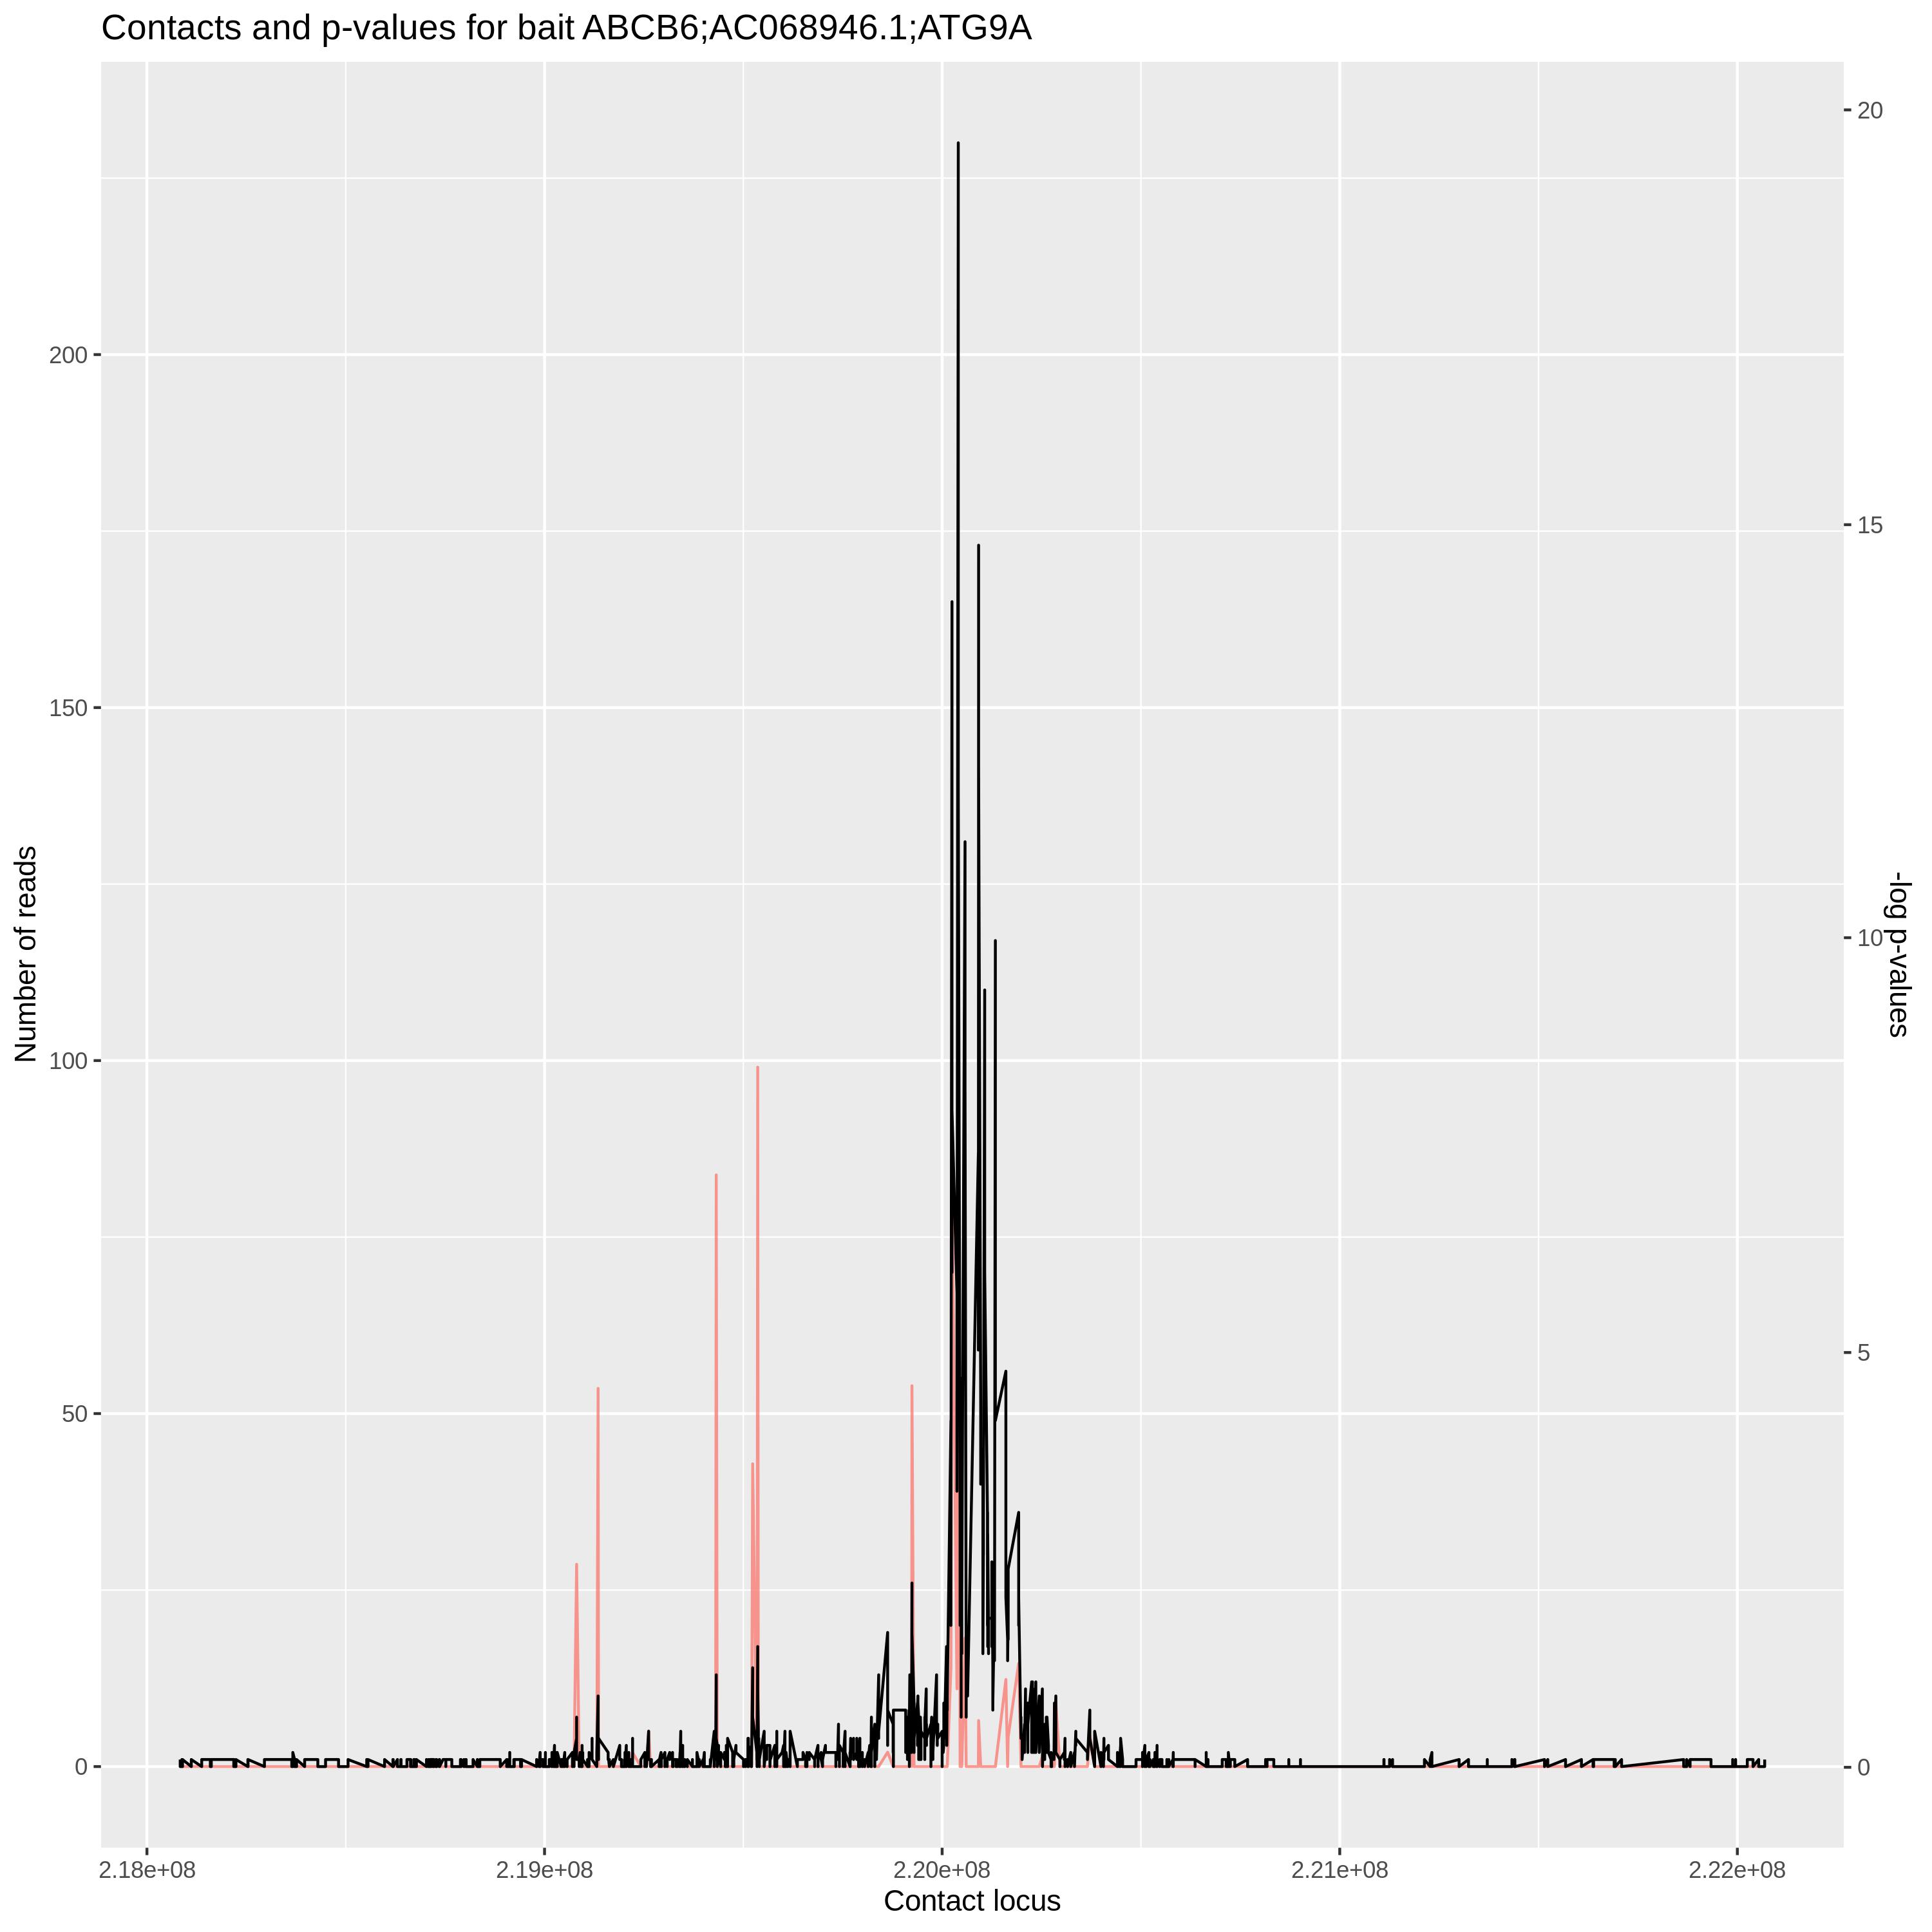 Contacts and p-values for bait ABCB6;AC068946.1;ATG9A
20
200
15
150
Number of reads
-log p-values
10
100
5
50
0
0
2.18e+08 2.19e+08 2.20e+08 2.21e+08 2.22e+08
Contact locus